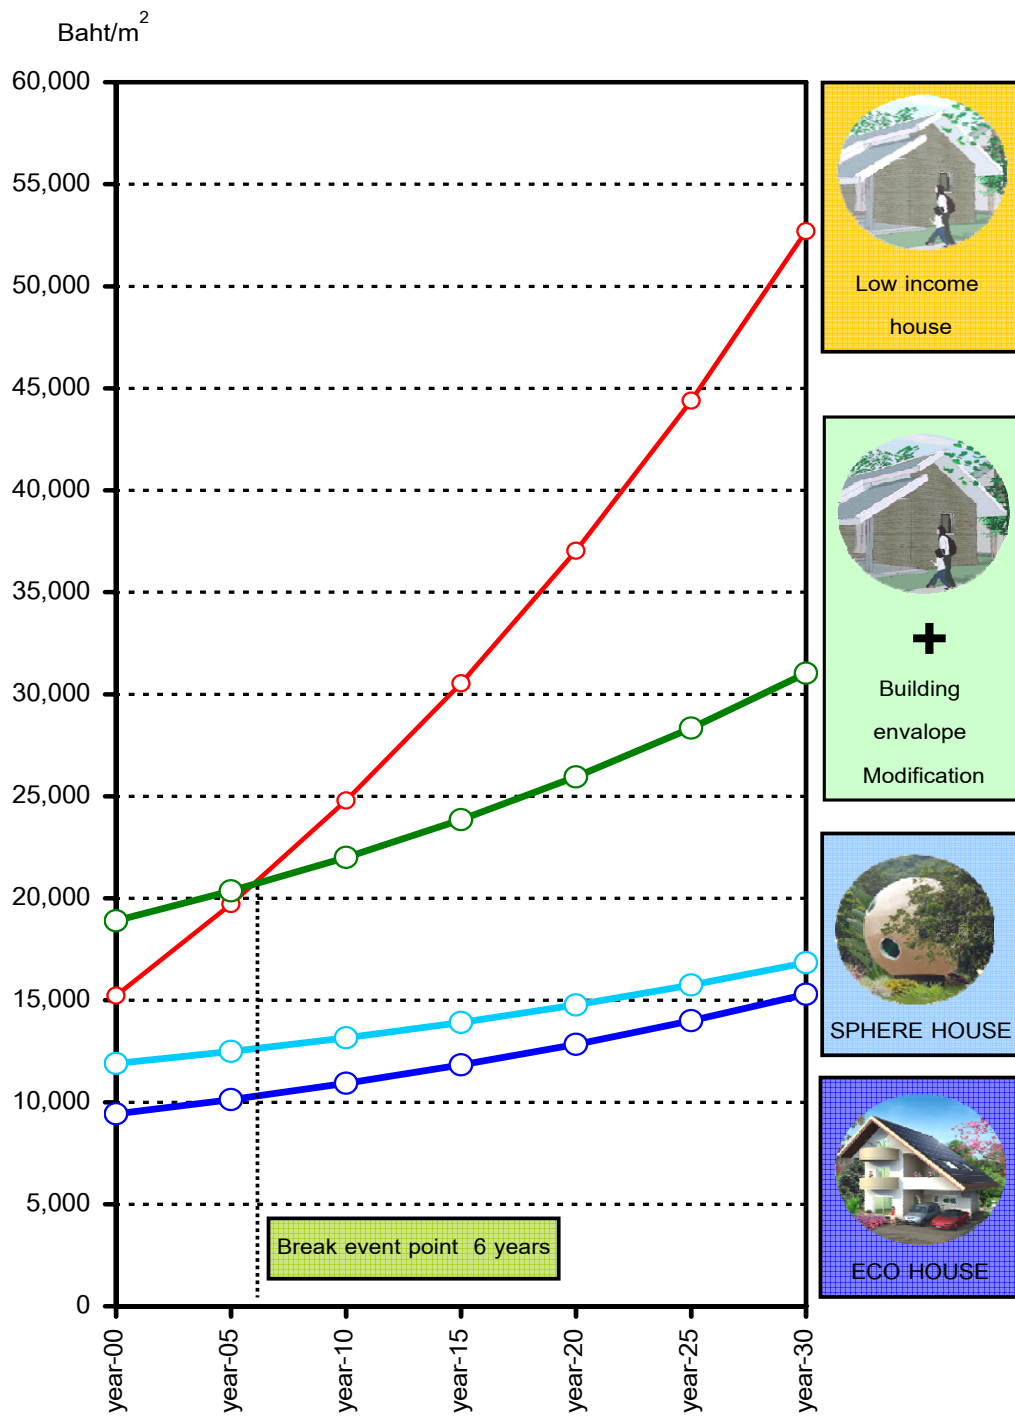 Baht/m²
60,000
55,000
50,000
45,000
40,000
35,000
30,000
25,000
20,000
15,000
10,000
5,000
0
year-00
year-05
year-10
year-15
year-20
year-25
year-30
Break event point 6 years
Low income
house
+
Building
envalope
Modification
SPHERE HOUSE
ECO HOUSE